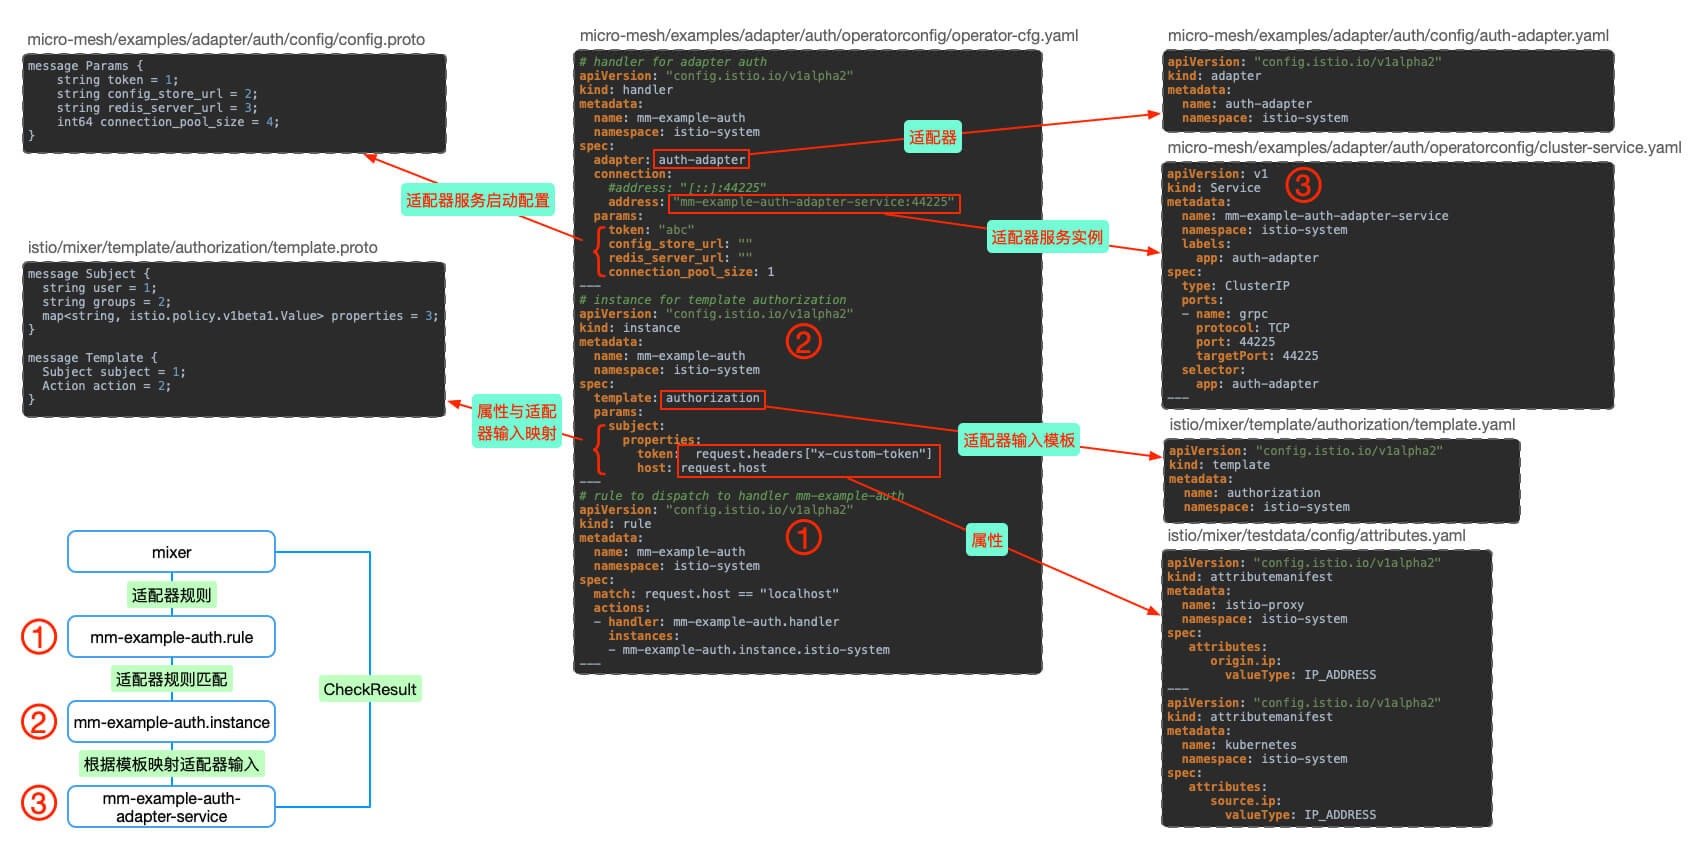 micro-mesh/examples/adapter/auth/config/config.proto
message Params {
    string token = 1;
    string config_store_url = 2;
    string redis_server_url = 3;
    int64 connection_pool_size = 4;
}
适配器服务启动配置
istio/mixer/template/authorization/template.proto
message Subject {
  string user = 1;
  string groups = 2;
  map<string, istio.policy.v1beta1.Value> properties = 3;
}
message Template {
  Subject subject = 1;
  Action action = 2;
}
属性与适配
器输入映射
mixer
适配器规则
① mm-example-auth.rule
适配器规则匹配
② mm-example-auth.instance
根据模板映射适配器输入
③ mm-example-auth-
adapter-service
CheckResult
micro-mesh/examples/adapter/auth/operatorconfig/operator-cfg.yaml
# handler for adapter auth
apiVersion: "config.istio.io/v1alpha2"
kind: handler
metadata:
  name: mm-example-auth
  namespace: istio-system
spec:
  adapter: auth-adapter
  connection:
    #address: "[::]:44225"
    address: "mm-example-auth-adapter-service:44225"
  params:
    token: "abc"
    config_store_url: ""
    redis_server_url: ""
    connection_pool_size: 1
---
# instance for template authorization
apiVersion: "config.istio.io/v1alpha2"
kind: instance
②
metadata:
  name: mm-example-auth
  namespace: istio-system
spec:
  template: authorization
  params:
    subject:
      properties:
        token:  request.headers["x-custom-token"]
        host: request.host
---
# rule to dispatch to handler mm-example-auth
apiVersion: "config.istio.io/v1alpha2"
kind: rule
①
metadata:
  name: mm-example-auth
  namespace: istio-system
spec:
  match: request.host == "localhost"
  actions:
  - handler: mm-example-auth.handler
    instances:
    - mm-example-auth.instance.istio-system
---
适配器
适配器服务实例
适配器输入模板
属性
micro-mesh/examples/adapter/auth/config/auth-adapter.yaml
apiVersion: "config.istio.io/v1alpha2"
kind: adapter
metadata:
  name: auth-adapter
  namespace: istio-system
micro-mesh/examples/adapter/auth/operatorconfig/cluster-service.yaml
apiVersion: v1
kind: Service
③
metadata:
  name: mm-example-auth-adapter-service
  namespace: istio-system
  labels:
    app: auth-adapter
spec:
  type: ClusterIP
  ports:
  - name: grpc
    protocol: TCP
    port: 44225
    targetPort: 44225
  selector:
    app: auth-adapter
---
istio/mixer/template/authorization/template.yaml
apiVersion: "config.istio.io/v1alpha2"
kind: template
metadata:
  name: authorization
  namespace: istio-system
istio/mixer/testdata/config/attributes.yaml
apiVersion: "config.istio.io/v1alpha2"
kind: attributemanifest
metadata:
  name: istio-proxy
  namespace: istio-system
spec:
   attributes:
      origin.ip:
        valueType: IP_ADDRESS
---
apiVersion: "config.istio.io/v1alpha2"
kind: attributemanifest
metadata:
  name: kubernetes
  namespace: istio-system
spec:
   attributes:
      source.ip:
        valueType: IP_ADDRESS